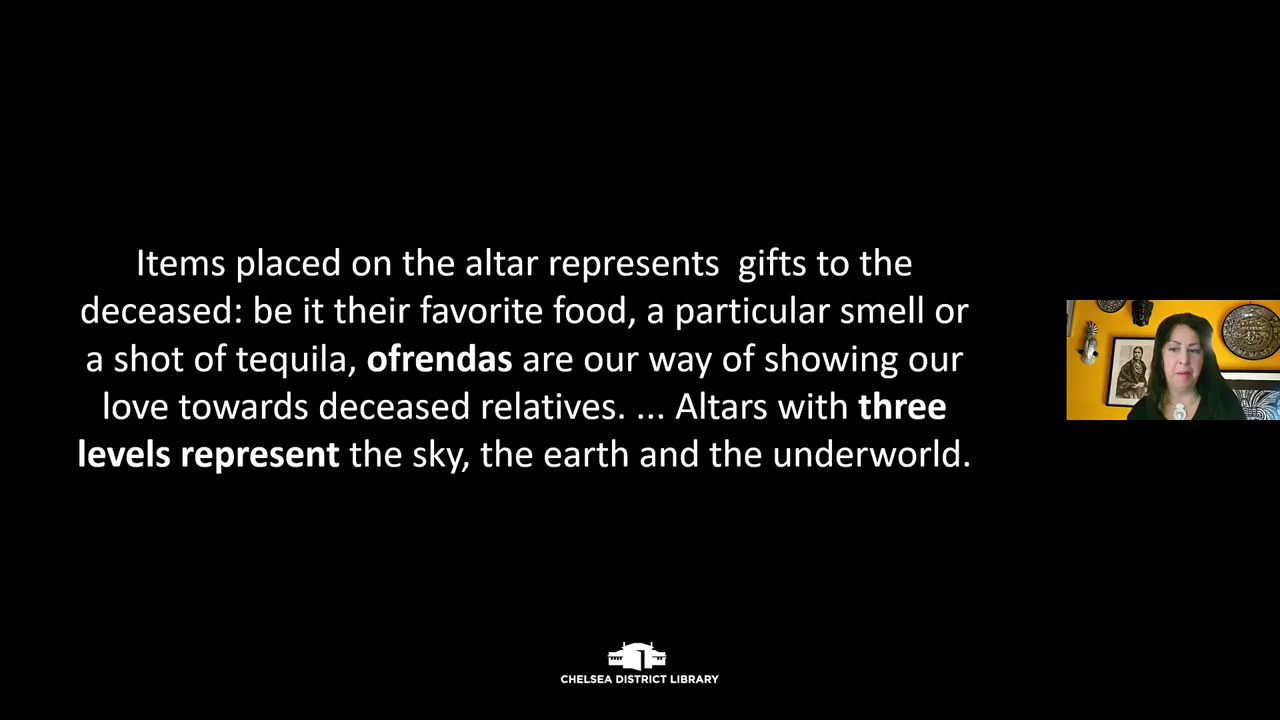 Items placed on the altar represents  gifts to the
deceased: be it their favorite food, a particular smell or
a shot of tequila, ofrendas are our way of showing our
love towards deceased relatives. ... Altars with three
levels represent the sky, the earth and the underworld.
CHELSEA DISTRICT LIBRARY